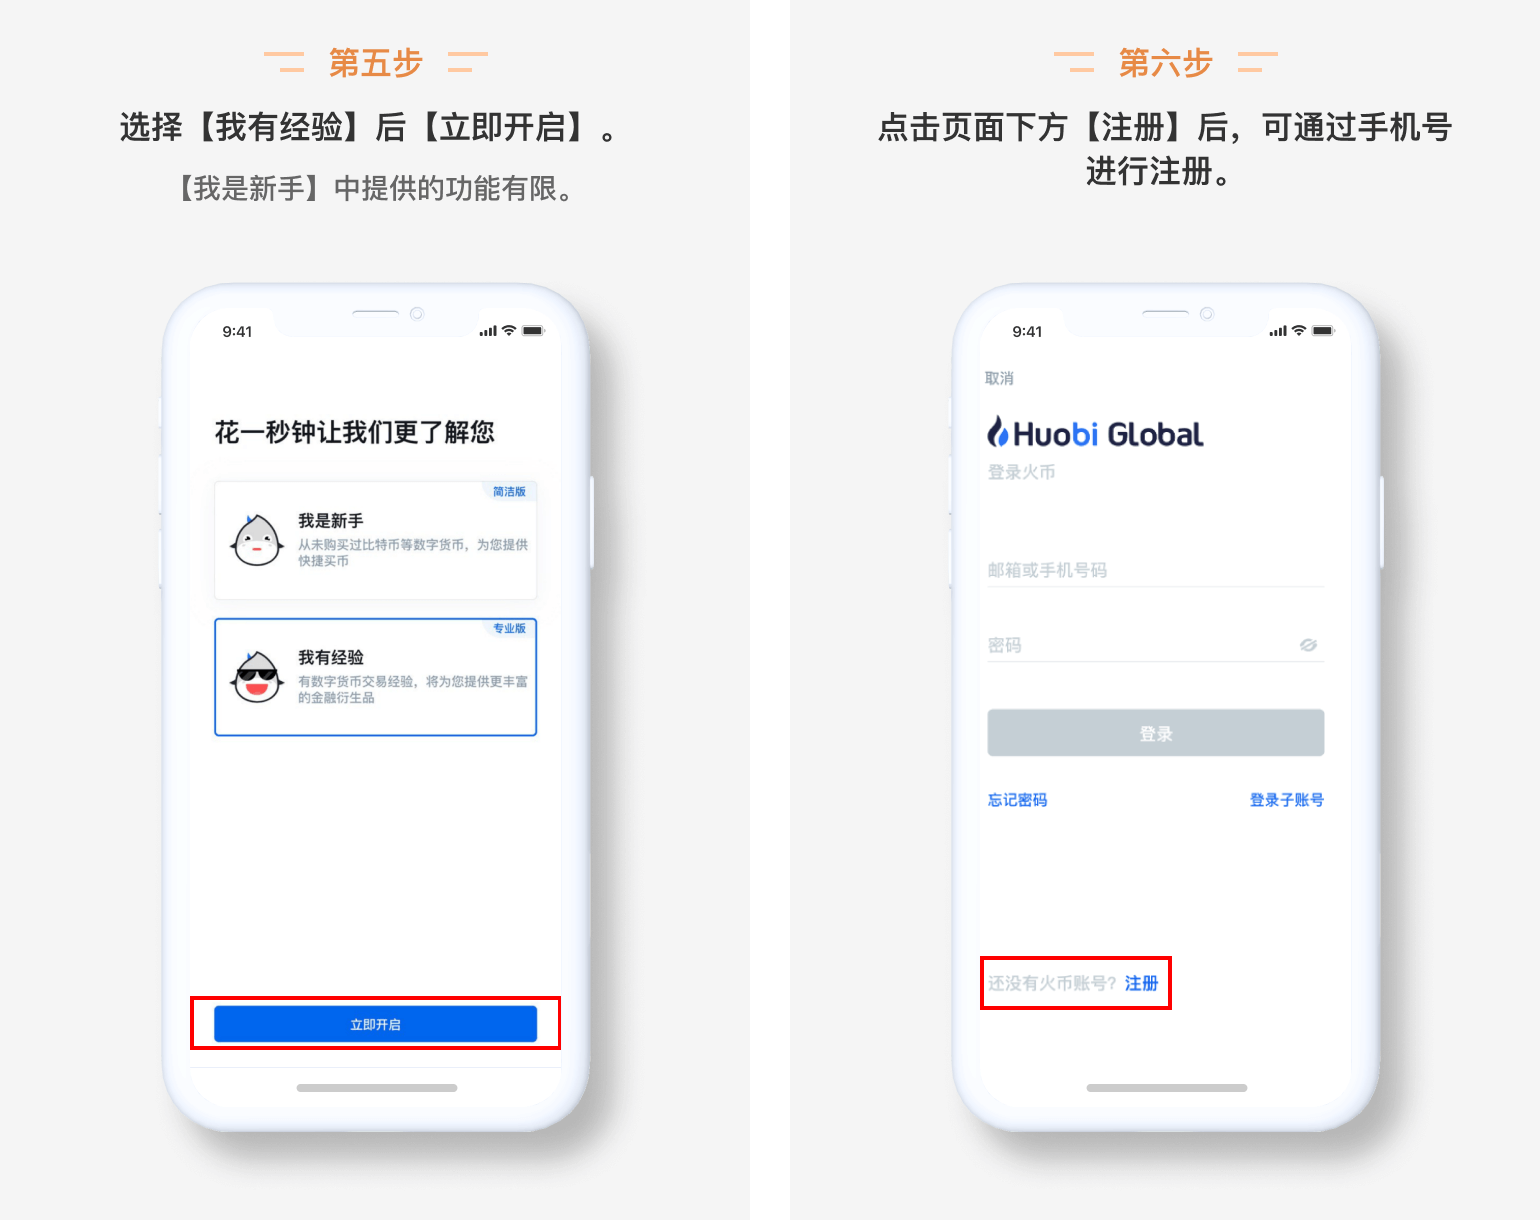 第五步
选择【我有经验】后【立即开启】。
【我是新手】中提供的功能有限。
9:41
花一秒钟让我们更了解您
简洁版
我是新手
从未购买过比特币等数字货币，为您提供
快捷买币
专业版
我有经验
有数字货币交易经验，将为您提供更丰富
的金融衍生品
立即开启
第六步
点击页面下方【注册】后，可通过手机号
进行注册。
9:41
取消
Huobi Global
登录火币
邮箱或手机号码
密码
登录
忘记密码
登录子账号
还没有火币账号？注册